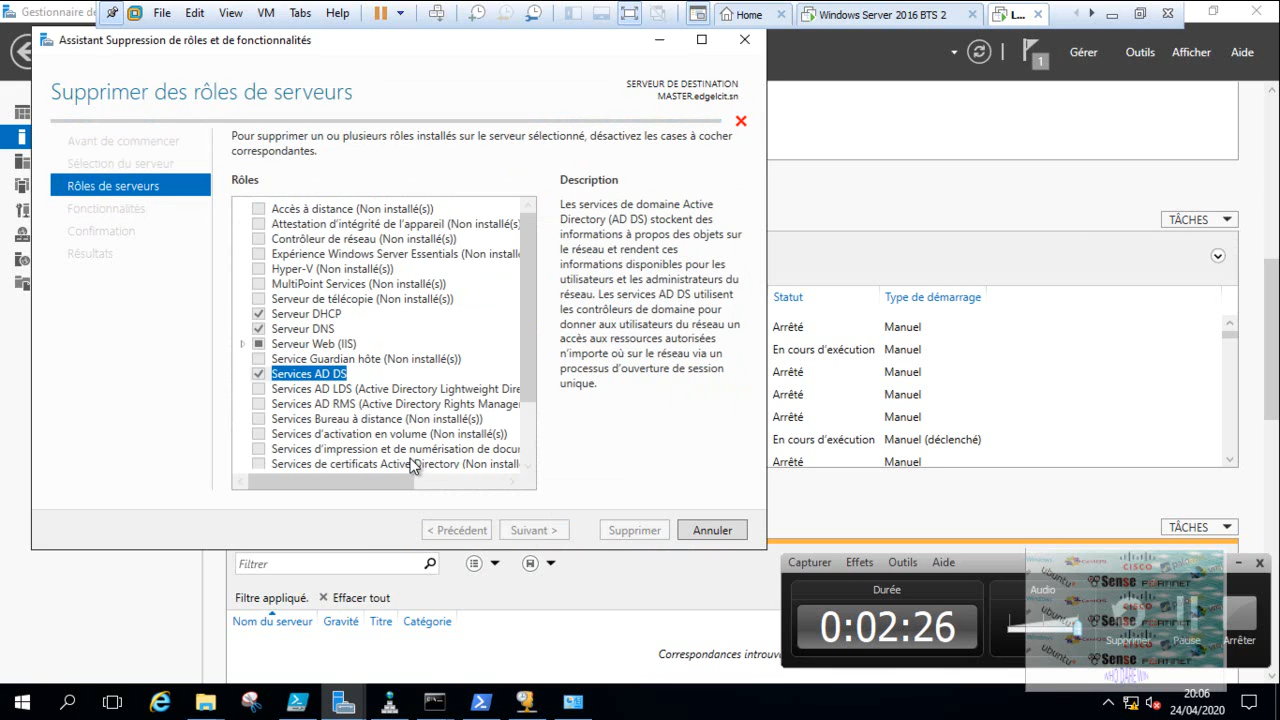 Gestionnaire d
File Edit View VM Tabs Help
Home
Windows Server 2016 BTS 2
L...
Assistant Suppression de rôles et de fonctionnalités
1
Gérer Outils Afficher Aide
Supprimer des rôles de serveurs
SERVEUR DE DESTINATION
MASTER.edgelcit.sn
Avant de commencer
Sélection du serveur
Rôles de serveurs
Fonctionnalités
Confirmation
Résultats
Pour supprimer un ou plusieurs rôles installés sur le serveur sélectionné, désactivez les cases à cocher
correspondantes.
Rôles
Accès à distance (Non installé(s))
Attestation d'intégrité de l'appareil (Non installé(s)
Contrôleur de réseau (Non installé(s))
Expérience Windows Server Essentials (Non install
Hyper-V (Non installé(s))
MultiPoint Services (Non installé(s))
Serveur de télécopie (Non installé(s))
Serveur DHCP
Serveur DNS
Serveur Web (IIS)
Service Guardian hôte (Non installé(s))
Services AD DS
Services AD LDS (Active Directory Lightweight Dire
Services AD RMS (Active Directory Rights Manager
Services Bureau à distance (Non installé(s))
Services d'activation en volume (Non installé(s))
Services d'impression et de numérisation de docu
Services de certificats Active Directory (Non install
Description
Les services de domaine Active
Directory (AD DS) stockent des
informations à propos des objets sur
le réseau et rendent ces
informations disponibles pour les
utilisateurs et les administrateurs du
réseau. Les services AD DS utilisent
les contrôleurs de domaine pour
donner aux utilisateurs du réseau un
accès aux ressources autorisées
n'importe où sur le réseau via un
processus d'ouverture de session
unique.
< Précédent
Suivant >
Supprimer
Annuler
TÂCHES
Statut Type de démarrage
Arrêté Manuel
En cours d'exécution Manuel
Arrêté Manuel
Arrêté Manuel
Arrêté Manuel
En cours d'exécution Manuel (déclenché)
Arrêté Manuel
TÂCHES
Filtrer
Filtre appliqué. Effacer tout
Nom du serveur Gravité Titre Catégorie
Correspondances introuv
Capturer Effets Outils Aide
Durée
0:02:26
Audio
Supprimer
Pause
Arrêter
ubuntu
CISCO
Sense
FORTINET
WHO DARE WIN
20:06
24/04/2020